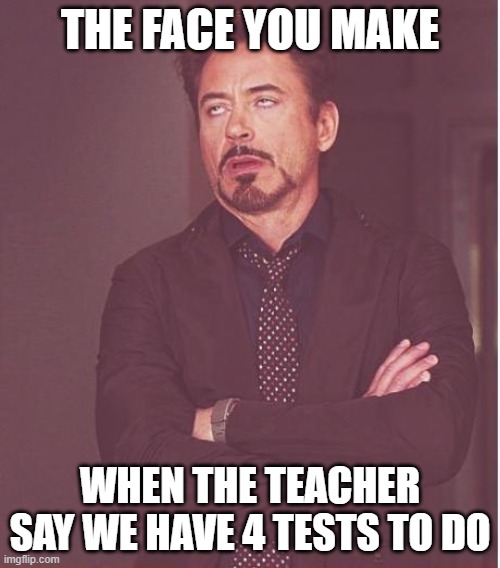 THE FACE YOU MAKE
WHEN THE TEACHER
SAY WE HAVE 4 TESTS TO DO
imgflip.com